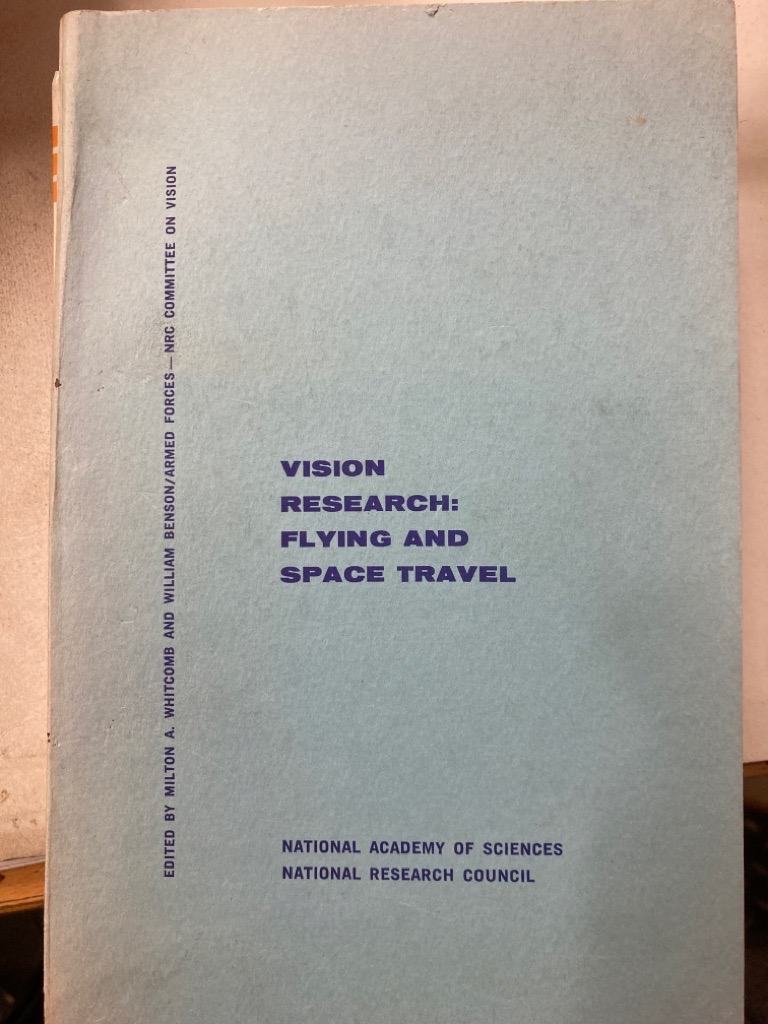 EDITED BY MILTON A. WHITCOMB AND WILLIAM BENSON/ARMED FORCES—NRC COMMITTEE ON VISION
VISION
RESEARCH:
FLYING AND
SPACE TRAVEL
NATIONAL ACADEMY OF SCIENCES
NATIONAL RESEARCH COUNCIL